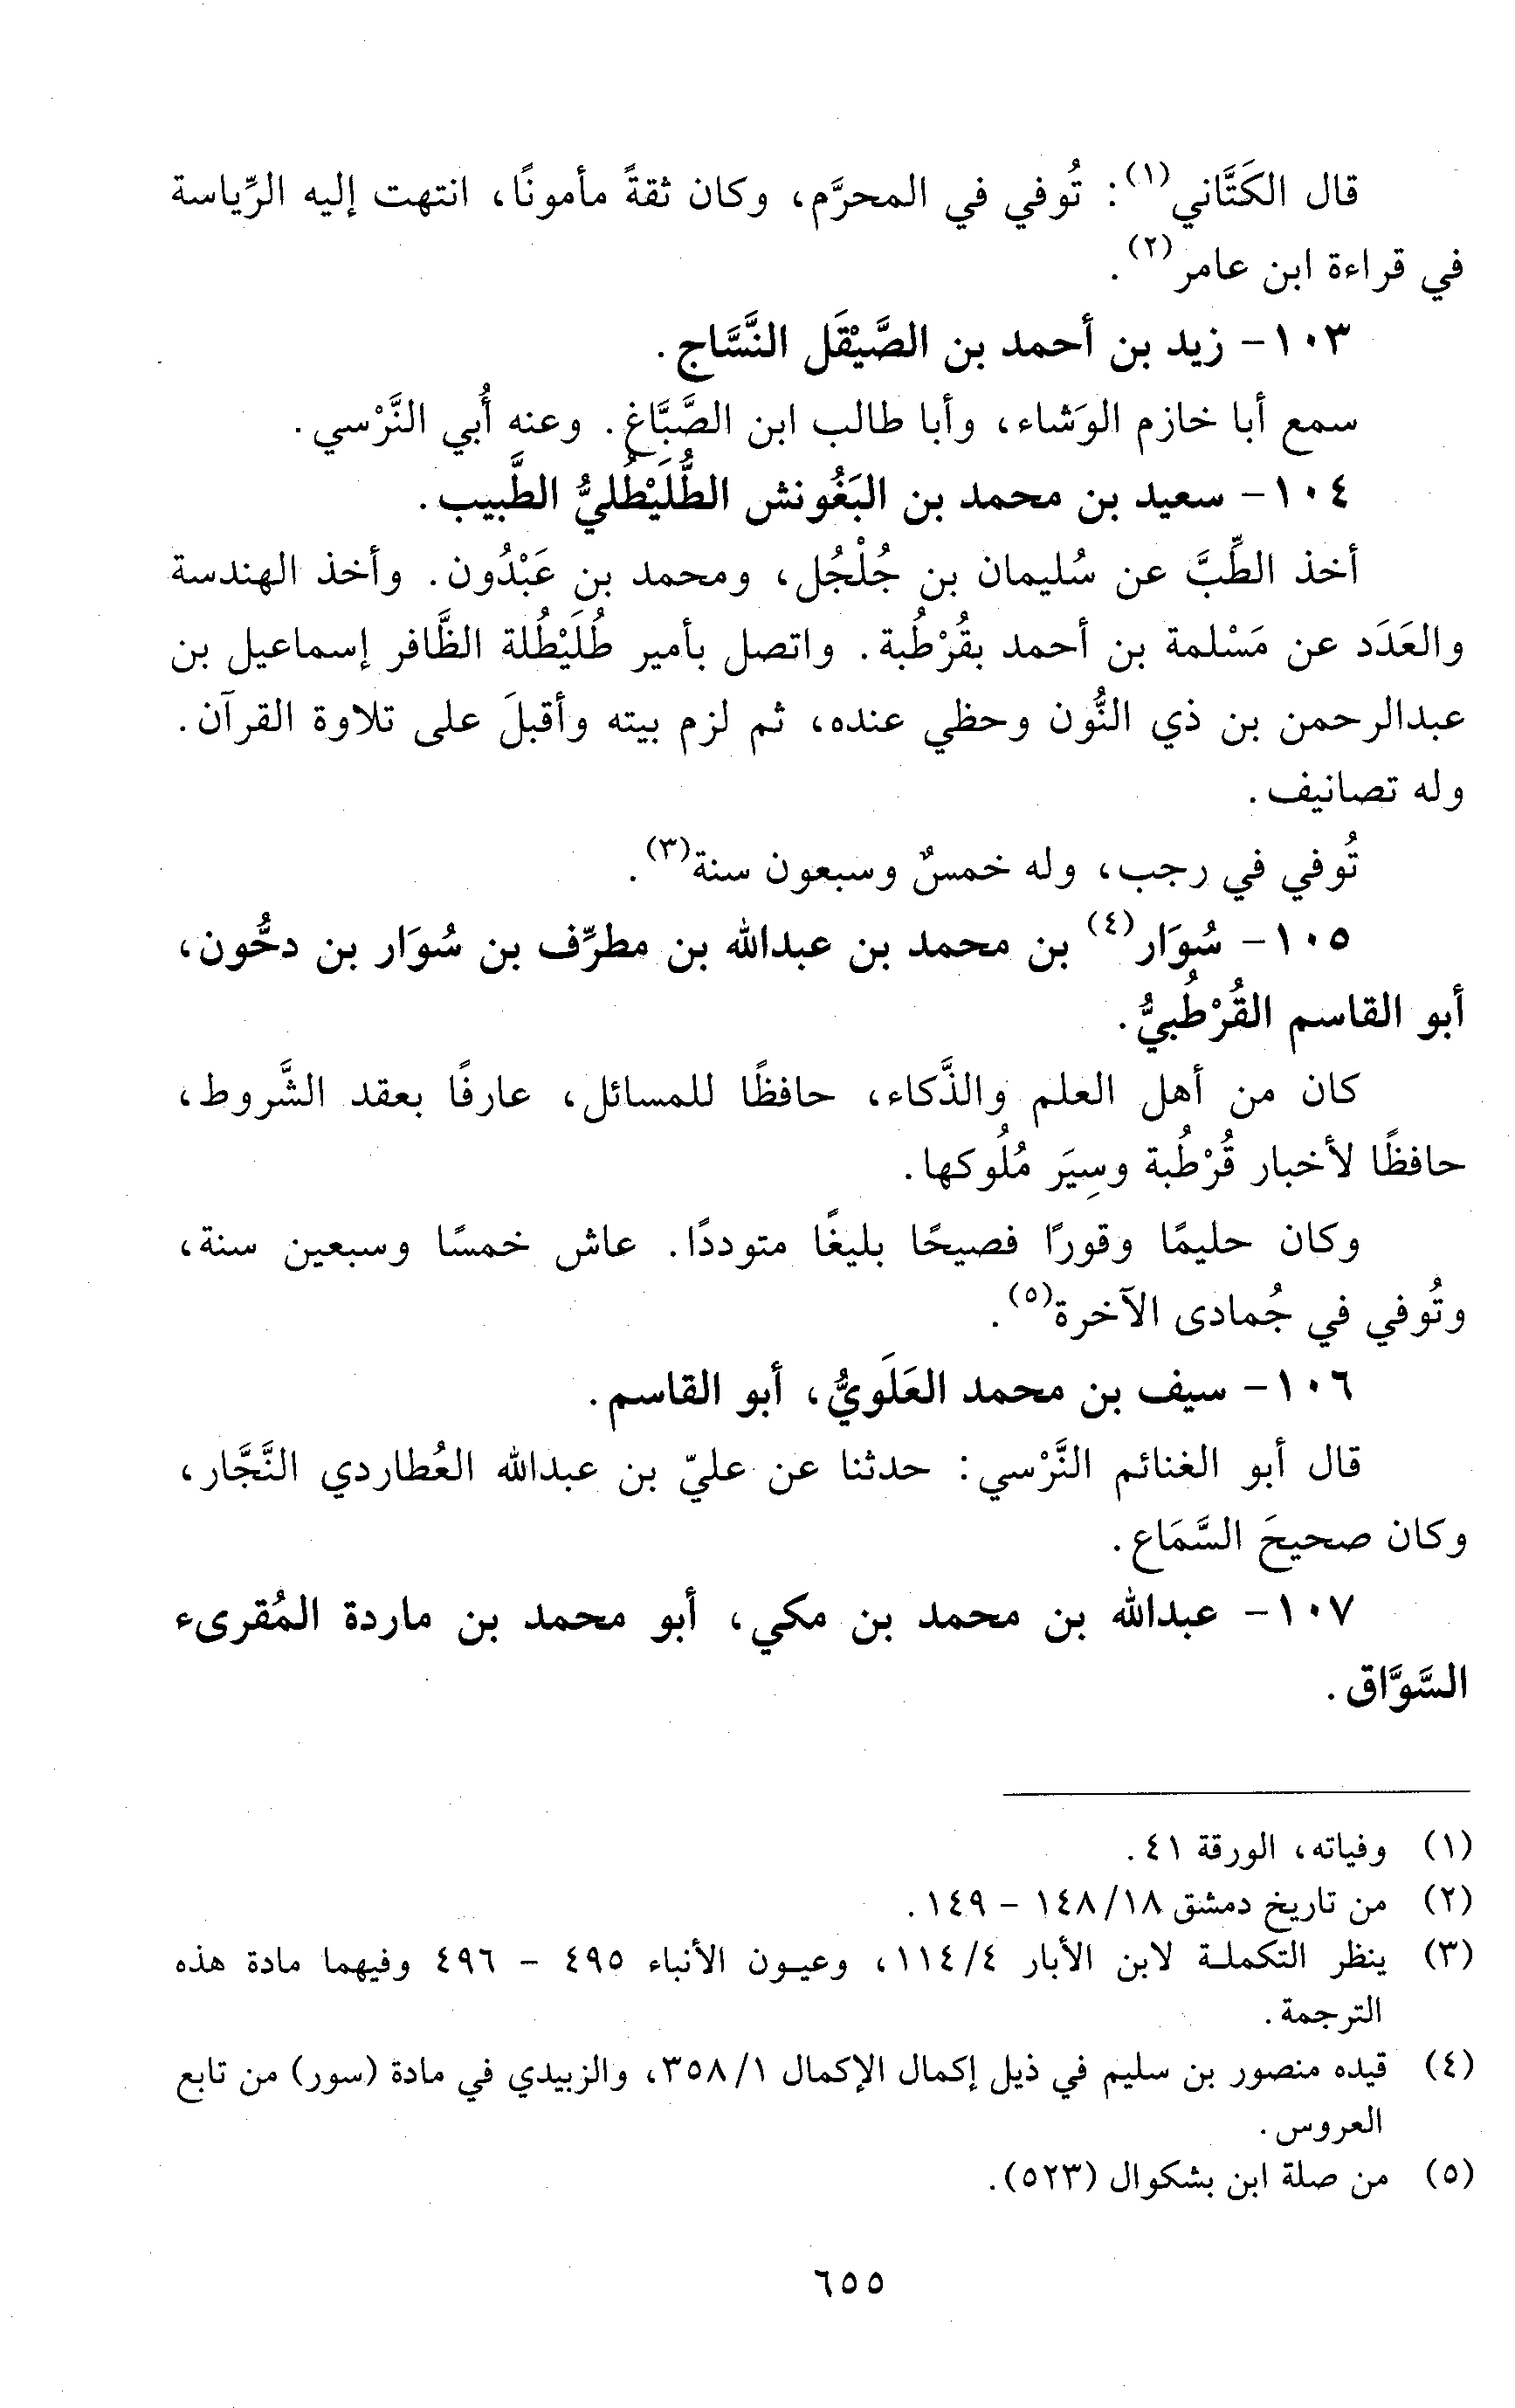 قال الكَتَّاني(١): تُوفي في المحرَّم، وكان ثقةً مأمونًا، انتهت إليه الرِّياسة
في قراءة ابن عامر(٢).
١٠٣- زيد بن أحمد بن الصَّيْقَل النَّسَّاج.
سمع أبا خازم الوَشاء، وأبا طالب ابن الصَّبَّاغ. وعنه أُبي النَّرْسي.
١٠٤- سعيد بن محمد بن البَغُونش الطُّلَيْطُليُّ الطَّبيب.
أخذ الطِّبَّ عن سُليمان بن جُلْجُل، ومحمد بن عَبْدُون. وأخذ الهندسة
والعَدَد عن مَسْلمة بن أحمد بقُرْطُبة. واتصل بأمير طُلَيْطُلة الظَّافر إسماعيل بن
عبدالرحمن بن ذي النُّون وحظي عنده، ثم لزم بيته وأقبلَ على تلاوة القرآن.
وله تصانيف.
تُوفي في رجب، وله خمسٌ وسبعون سنة(٣).
١٠٥- سُوَار(٤) بن محمد بن عبدالله بن مطرِّف بن سُوَار بن دحُّون،
أبو القاسم القُرْطُبيُّ.
كان من أهل العلم والذَّكاء، حافظًا للمسائل، عارفًا بعقد الشَّروط،
حافظًا لأخبار قُرْطُبة وسِيَر مُلُوكها.
وكان حليمًا وقورًا فصيحًا بليغًا متوددًا. عاش خمسًا وسبعين سنة،
وتُوفي في جُمادى الآخرة(٥).
١٠٦- سيف بن محمد العَلَويُّ، أبو القاسم.
قال أبو الغنائم النَّرْسي: حدثنا عن عليّ بن عبدالله العُطاردي النَّجَّار،
وكان صحيحَ السَّمَاع.
١٠٧- عبدالله بن محمد بن مكي، أبو محمد بن ماردة المُقرىء
السَّوَّاق.
(١) وفياته، الورقة ٤١.
(٢) من تاريخ دمشق ١٨/ ١٤٨ - ١٤٩.
(٣) ينظر التكملة لابن الأبار ٤/ ١١٤، وعيون الأنباء ٤٩٥ - ٤٩٦ وفيهما مادة هذه
الترجمة.
(٤) قيده منصور بن سليم في ذيل إكمال الإكمال ١/ ٣٥٨، والزبيدي في مادة (سور) من تابع
العروس.
(٥) من صلة ابن بشكوال (٥٢٣).
٦٥٥